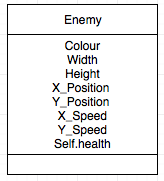 Enemy
Colour
Width
Height
X_Position
Y_Position
X_Speed
Y_Speed
Self.health